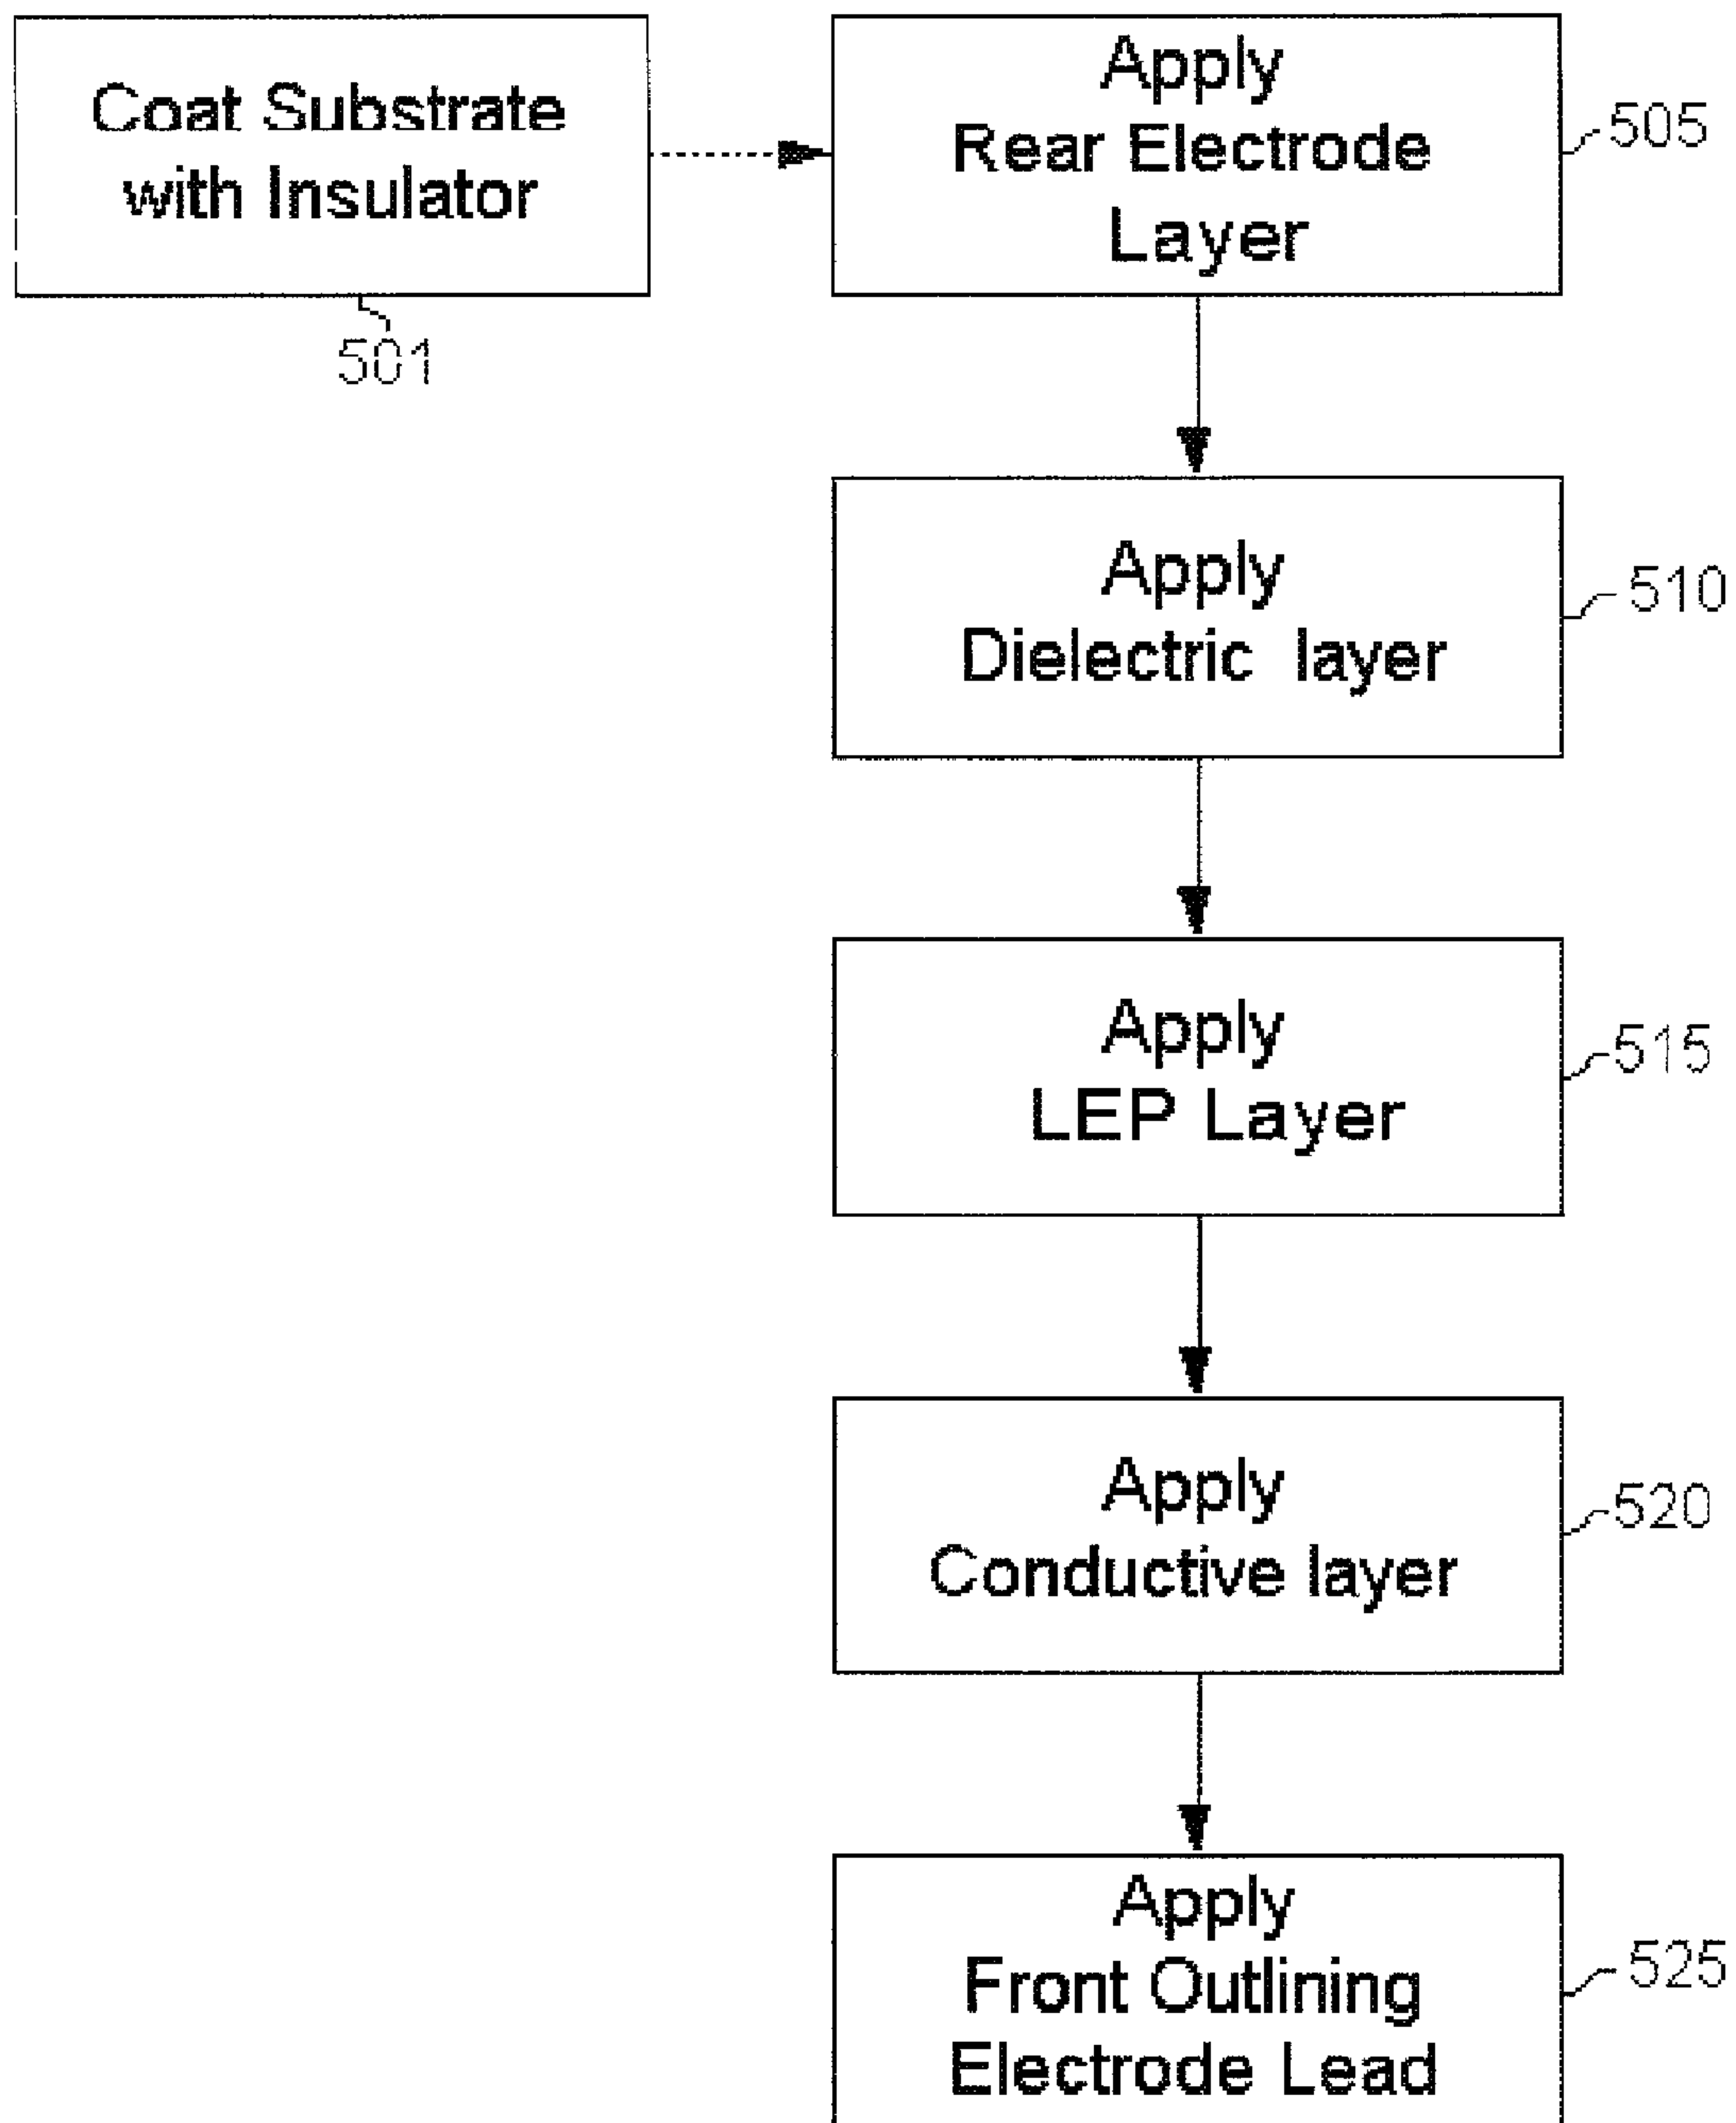 Coat Substrate
with Insulator
501
Apply
Rear Electrode
Layer
505
Apply
Dielectric layer
510
Apply
LEP Layer
515
Apply
Conductive layer
520
Apply
Front Outlining
Electrode Lead
525